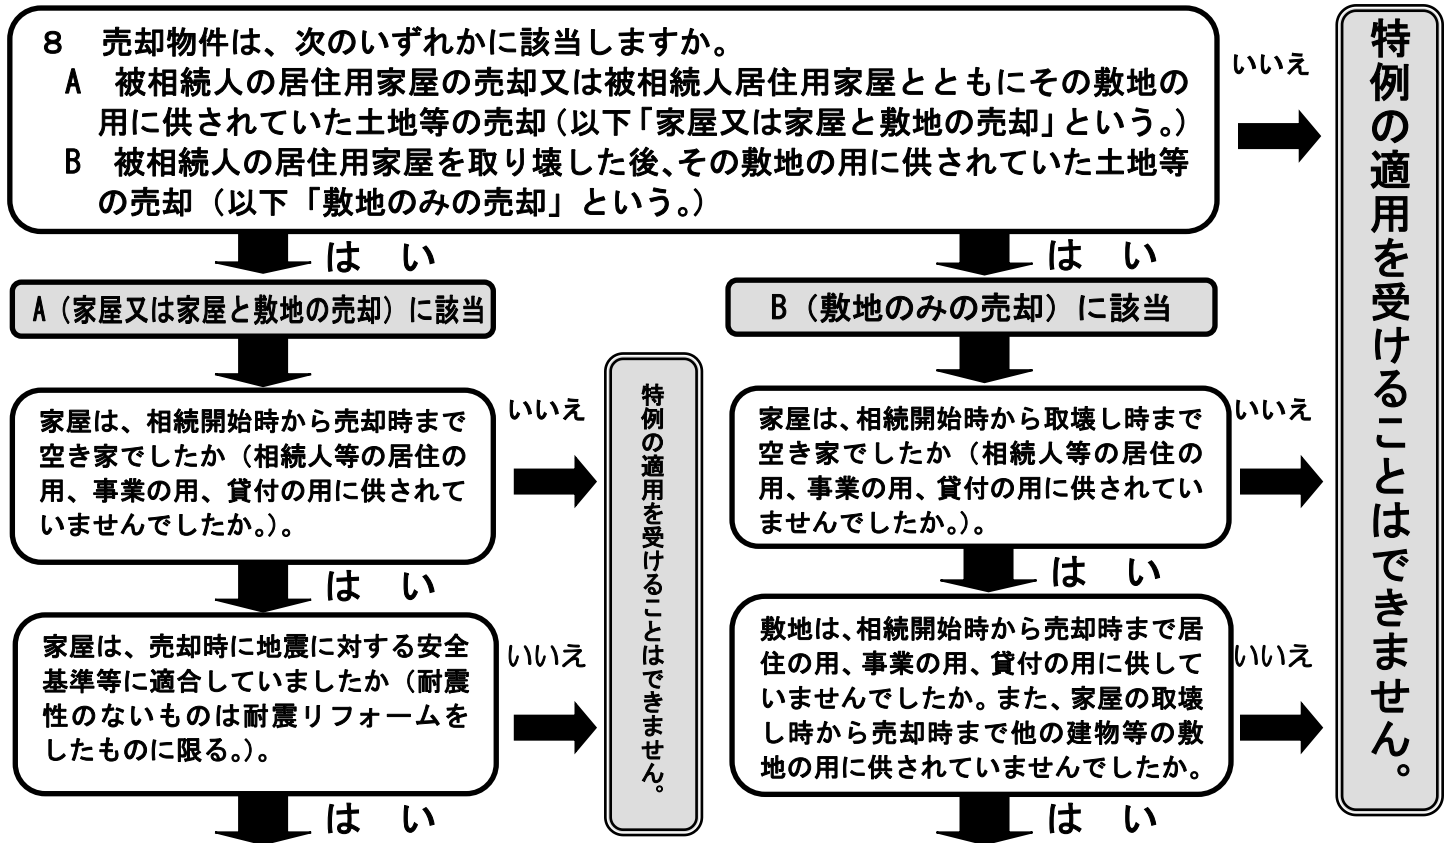 ８　売却物件は、次のいずれかに該当しますか。
A　被相続人の居住用家屋の売却又は被相続人居住用家屋とともにその敷地の
用に供されていた土地等の売却（以下「家屋又は家屋と敷地の売却」という。）
B　被相続人の居住用家屋を取り壊した後、その敷地の用に供されていた土地等
の売却（以下「敷地のみの売却」という。）
いいえ
特例の適用を受けることはできません。
はい
はい
A（家屋又は家屋と敷地の売却）に該当
B（敷地のみの売却）に該当
家屋は、相続開始時から売却時まで
空き家でしたか（相続人等の居住の
用、事業の用、貸付の用に供されて
いませんでしたか。）。
いいえ
特例の適用を受けることはできません。
家屋は、相続開始時から取壊し時まで
空き家でしたか（相続人等の居住の
用、事業の用、貸付の用に供されてい
ませんでしたか。）。
いいえ
はい
はい
家屋は、売却時に地震に対する安全
基準等に適合していましたか（耐震
性のないものは耐震リフォームを
したものに限る。）。
いいえ
敷地は、相続開始時から売却時まで居
住の用、事業の用、貸付の用に供して
いませんでしたか。また、家屋の取壊
し時から売却時まで他の建物等の敷
地の用に供されていませんでしたか。
いいえ
はい
はい